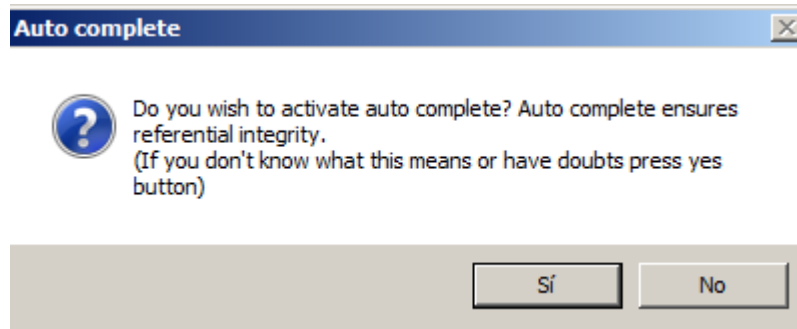 Auto complete
Do you wish to activate auto complete? Auto complete ensures
referential integrity.
(If you don't know what this means or have doubts press yes
button)
Sí No